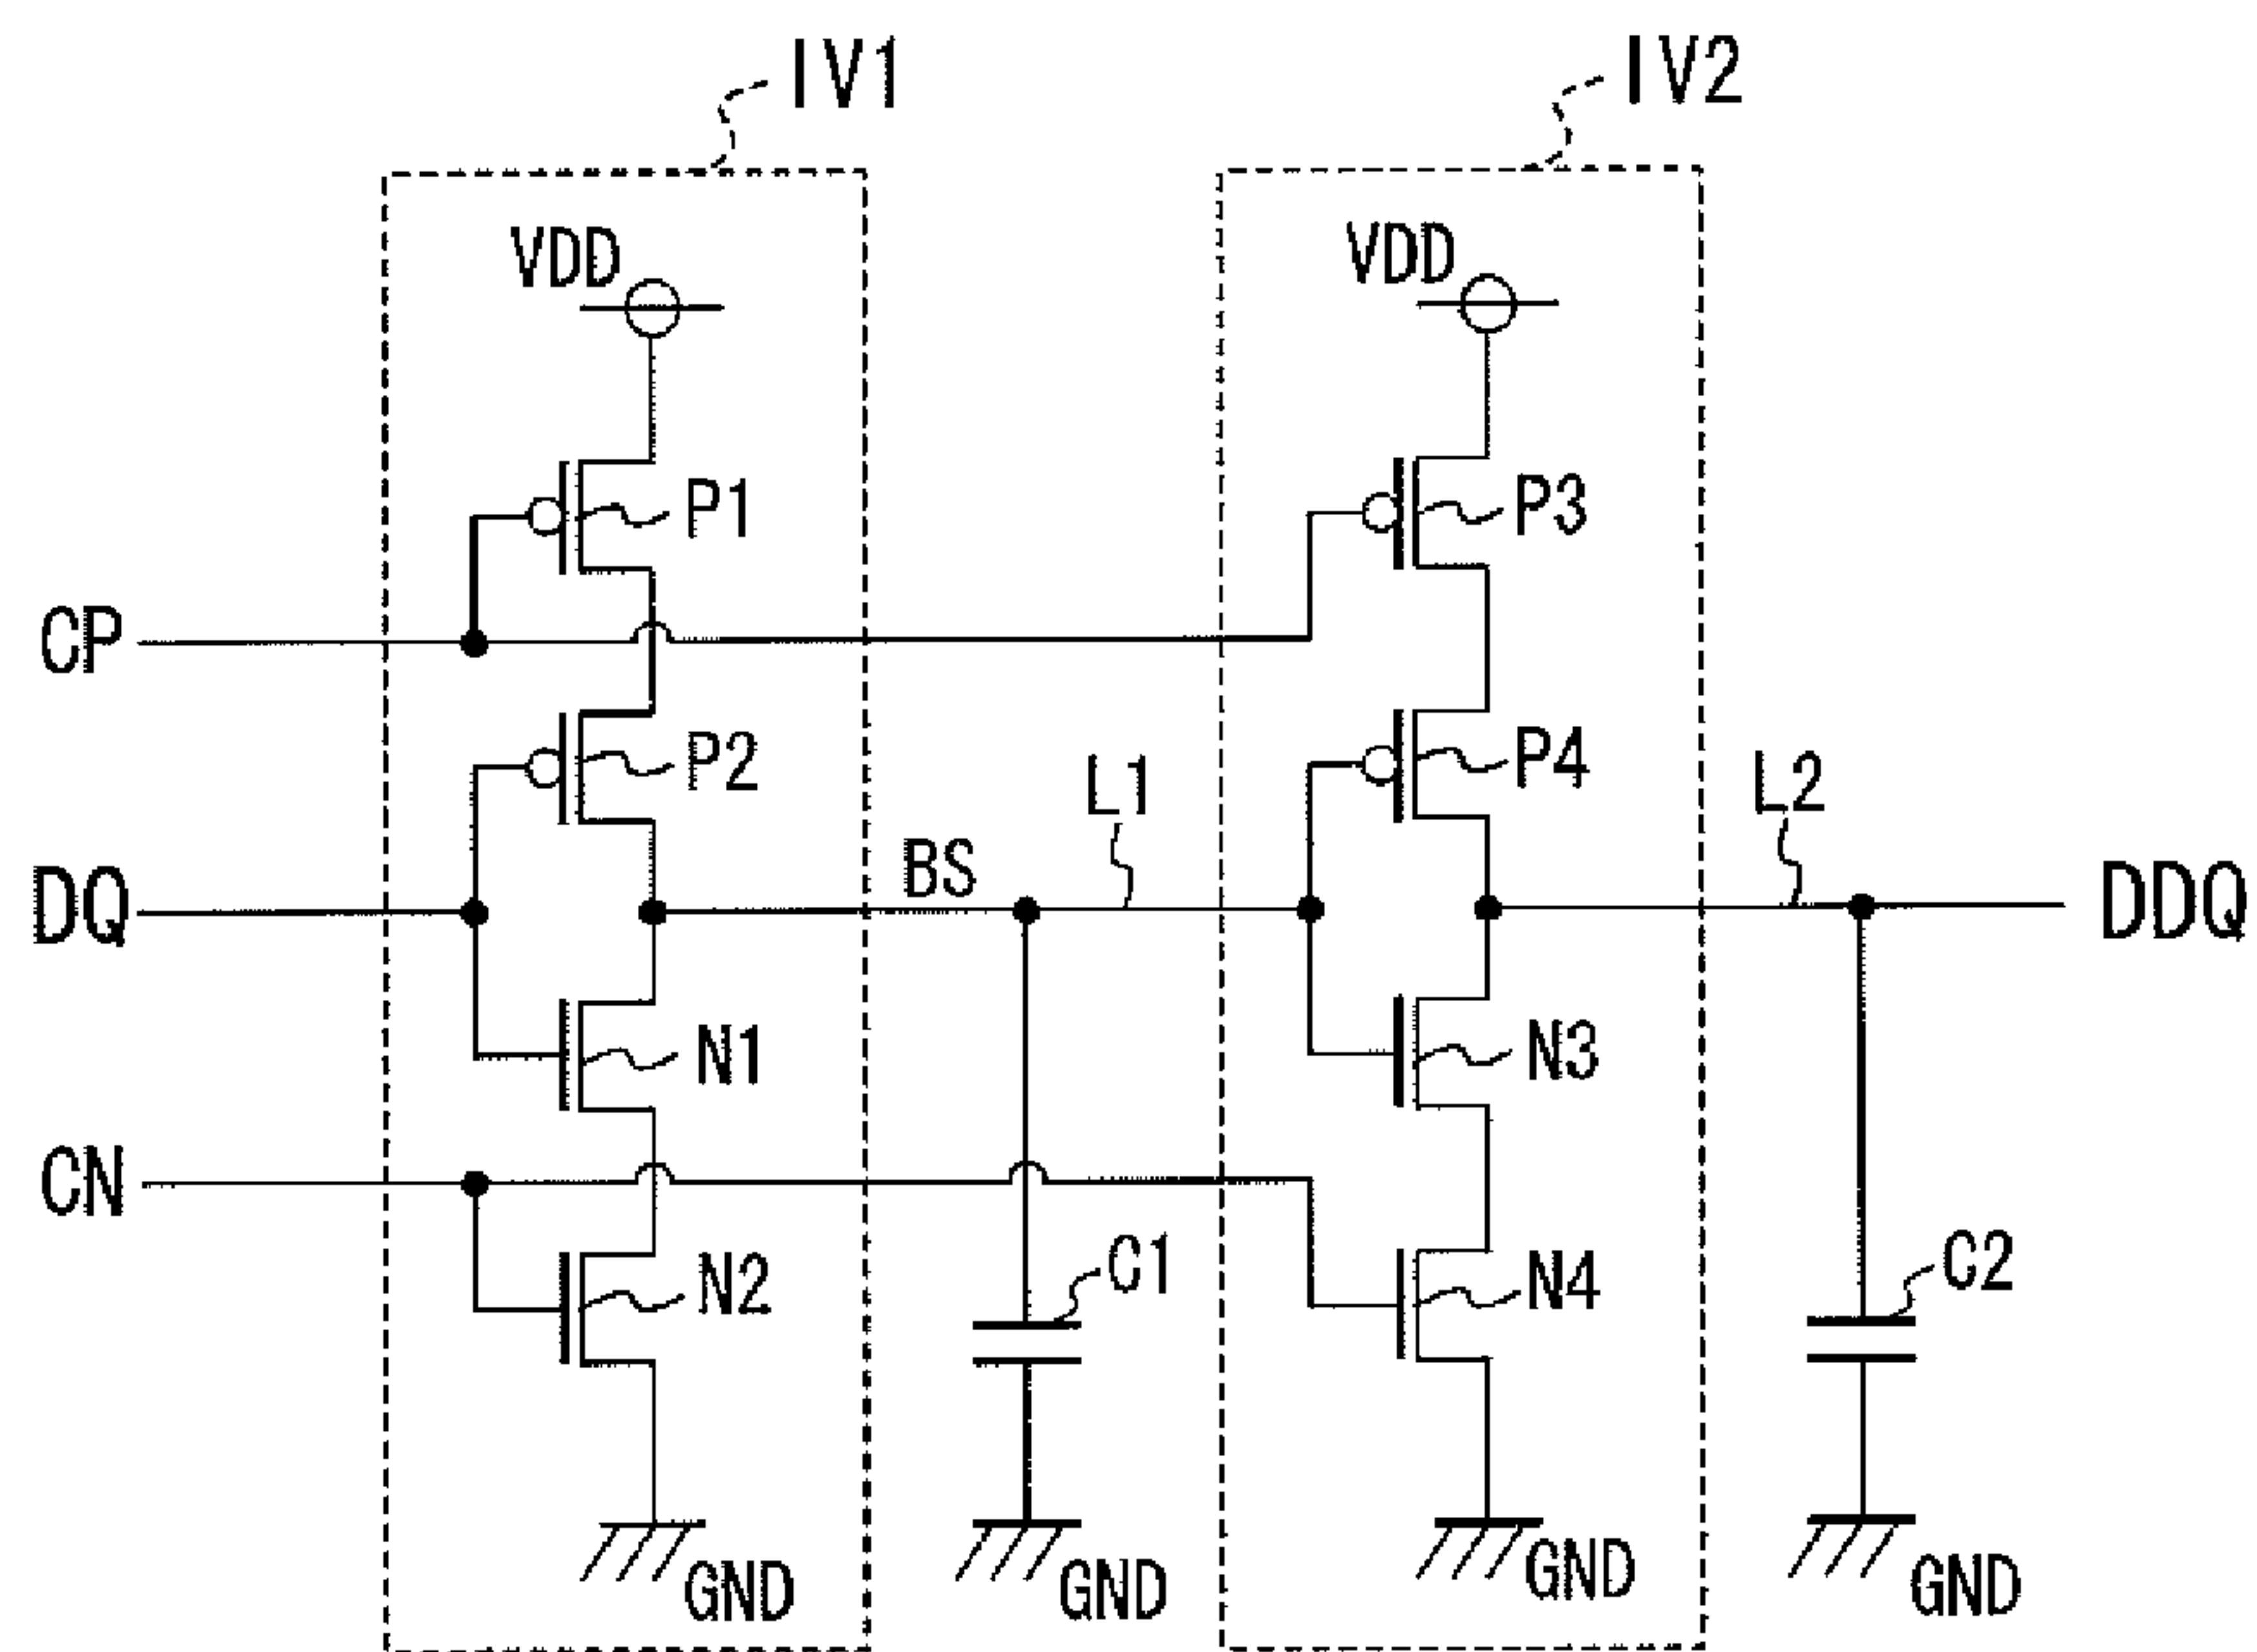 IV1
IV2
VDD
VDD
P1
P3
CP
P2
P4
L1
L2
BS
DQ
DDQ
N1
N3
CN
C1
C2
N2
N4
GND
GND
GND
GND